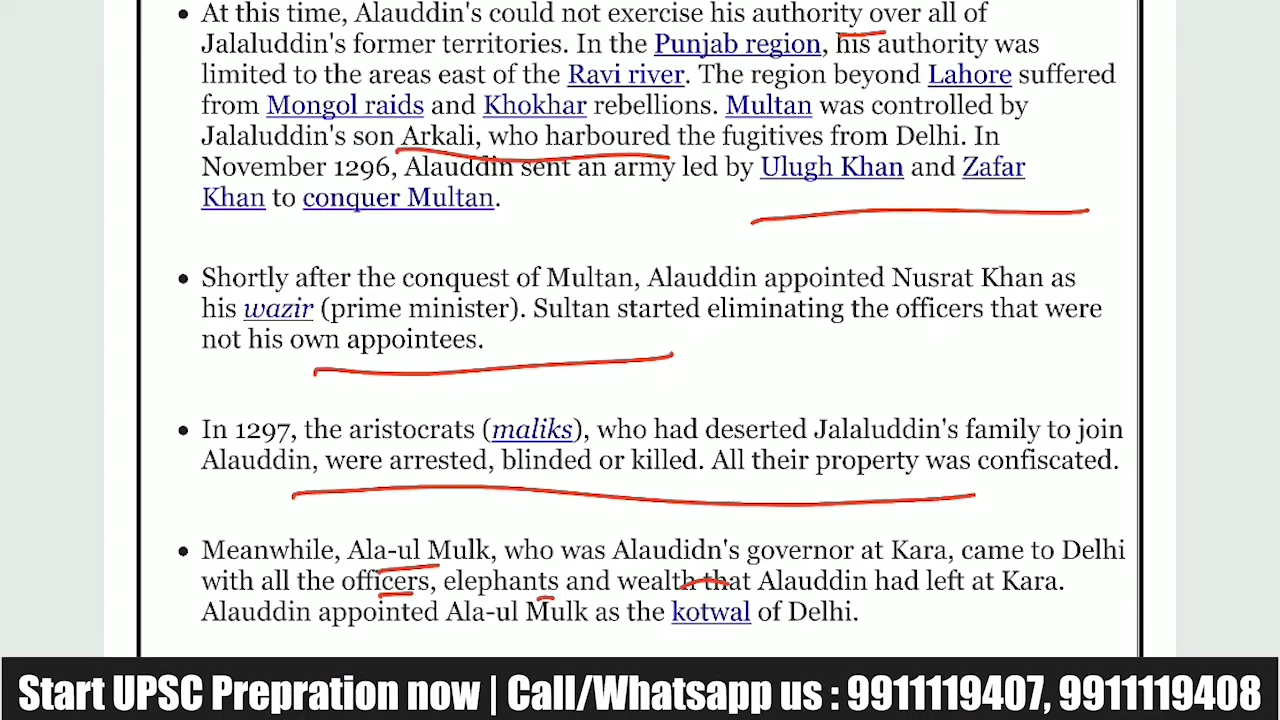 At this time, Alauddin's could not exercise his authority over all of
Jalaluddin's former territories. In the Punjab region, his authority was
limited to the areas east of the Ravi river. The region beyond Lahore suffered
from Mongol raids and Khokhar rebellions. Multan was controlled by
Jalaluddin's son Arkali, who harboured the fugitives from Delhi. In
November 1296, Alauddin sent an army led by Ulugh Khan and Zafar
Khan to conquer Multan.
Shortly after the conquest of Multan, Alauddin appointed Nusrat Khan as
his wazir (prime minister). Sultan started eliminating the officers that were
not his own appointees.
In 1297, the aristocrats (maliks), who had deserted Jalaluddin's family to join
Alauddin, were arrested, blinded or killed. All their property was confiscated.
Meanwhile, Ala-ul Mulk, who was Alaudidn's governor at Kara, came to Delhi
with all the officers, elephants and wealth that Alauddin had left at Kara.
Alauddin appointed Ala-ul Mulk as the kotwal of Delhi.
Start UPSC Prepration now | Call/Whatsapp us : 9911119407, 9911119408